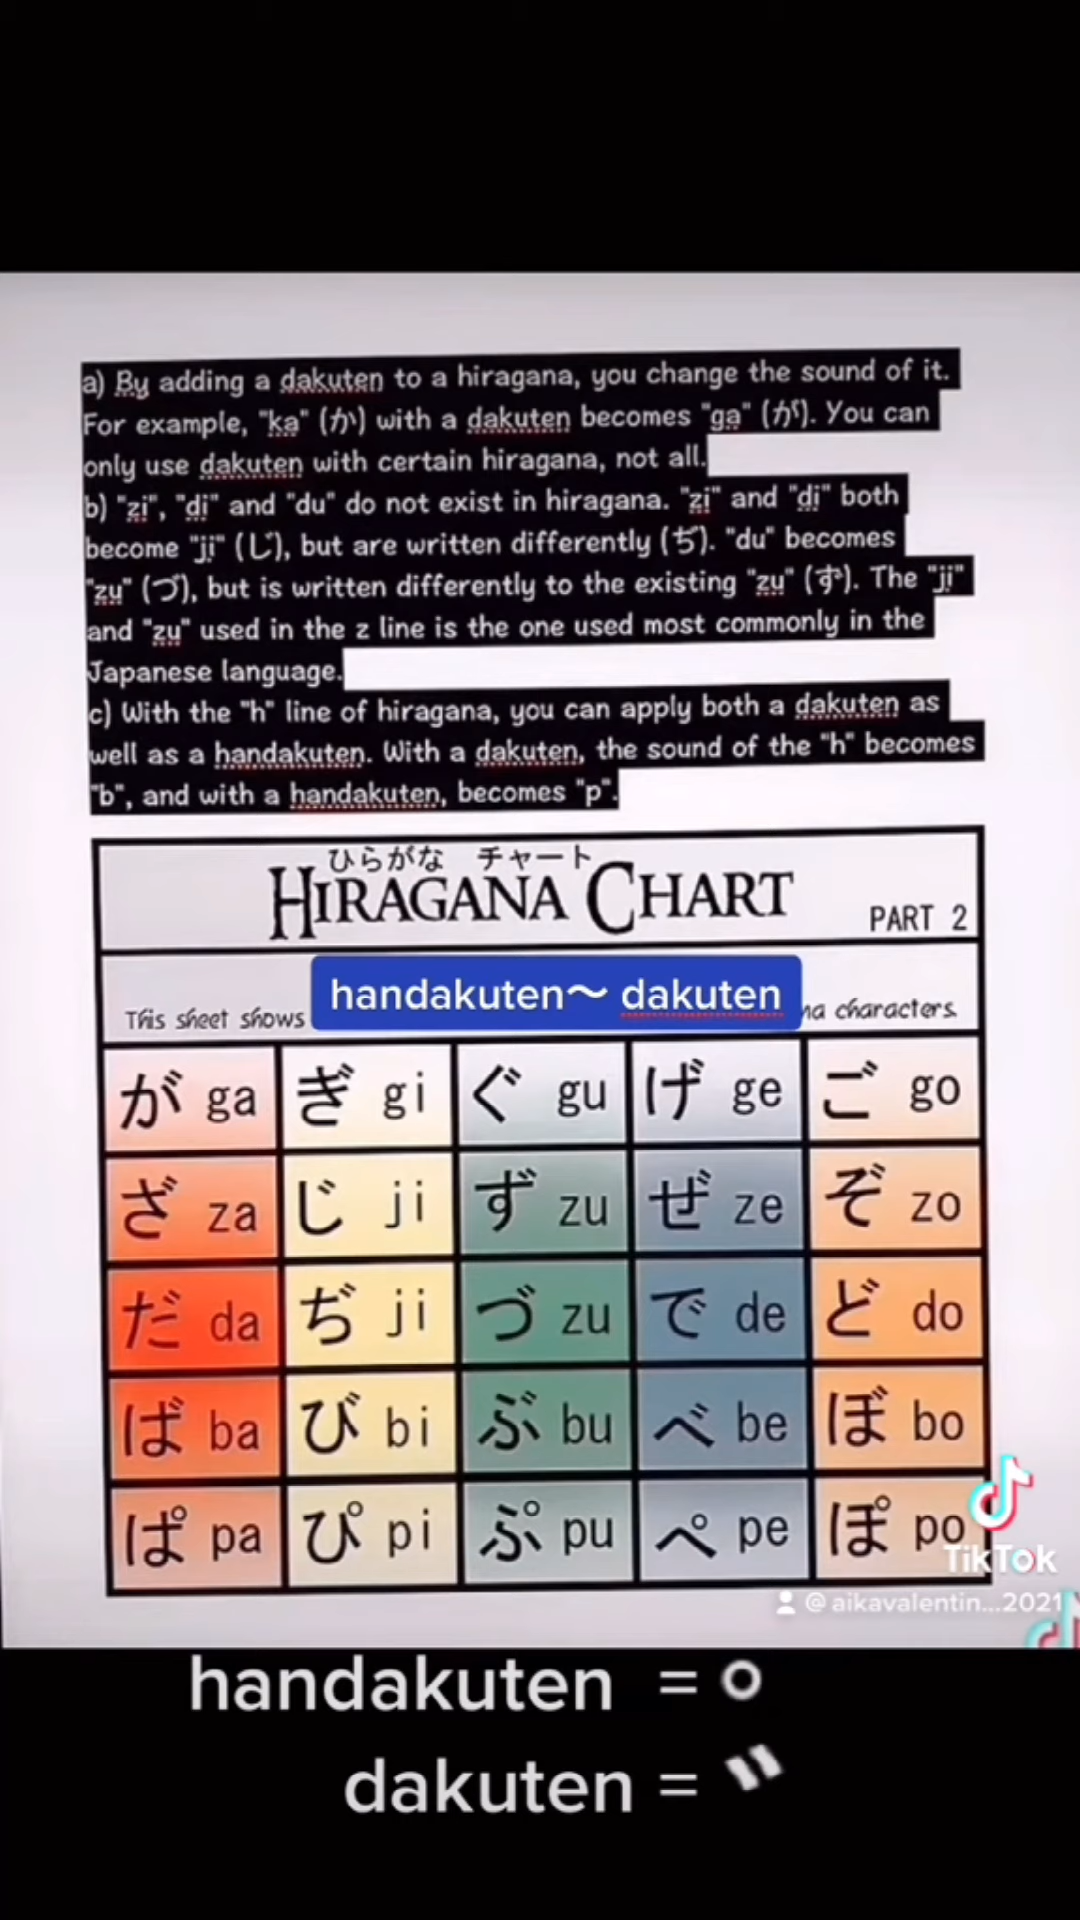 a) By adding a dakuten to a hiragana, you change the sound of it.
For example, "ka" (か) with a dakuten becomes "ga" (が). You can
only use dakuten with certain hiragana, not all.
b) "zi", "di" and "du" do not exist in hiragana. "zi" and "di" both
become "ji" (じ), but are written differently (ぢ). "du" becomes
"zu" (づ), but is written differently to the existing "zu" (ず). The "ji"
and "zu" used in the z line is the one used most commonly in the
Japanese language.
c) With the "h" line of hiragana, you can apply both a dakuten as
well as a handakuten. With a dakuten, the sound of the "h" becomes
"b", and with a handakuten, becomes "p".
ひらがな チャート
HIRAGANA CHART
PART 2
handakuten〜 dakuten
This sheet shows characters.
が ga ぎ gi ぐ gu げ ge ご go
ざ za じ ji ず zu ぜ ze ぞ zo
だ da ぢ ji づ zu で de ど do
ば ba び bi ぶ bu べ be ぼ bo
ぱ pa ぴ pi ぷ pu ぺ pe ぽ po
TikTok
@aikavalentin...2021
handakuten = ゜
dakuten = ゛